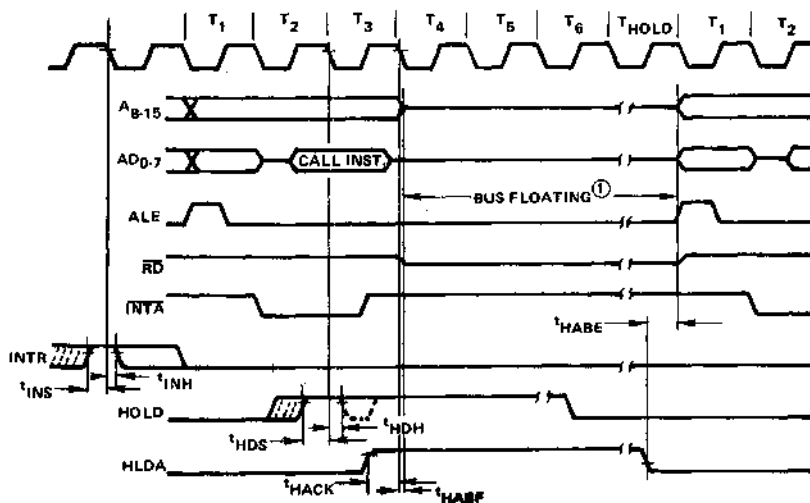 T1 T2 T3 T4 T5 T6 THOLD T1 T2
A8-15
AD0-7 CALL INST.
BUS FLOATING①
ALE
RD
INTA
tHABE
INTR
tINS tINH
HOLD
tHDS tHDH
HLDA
tHACK tHABF